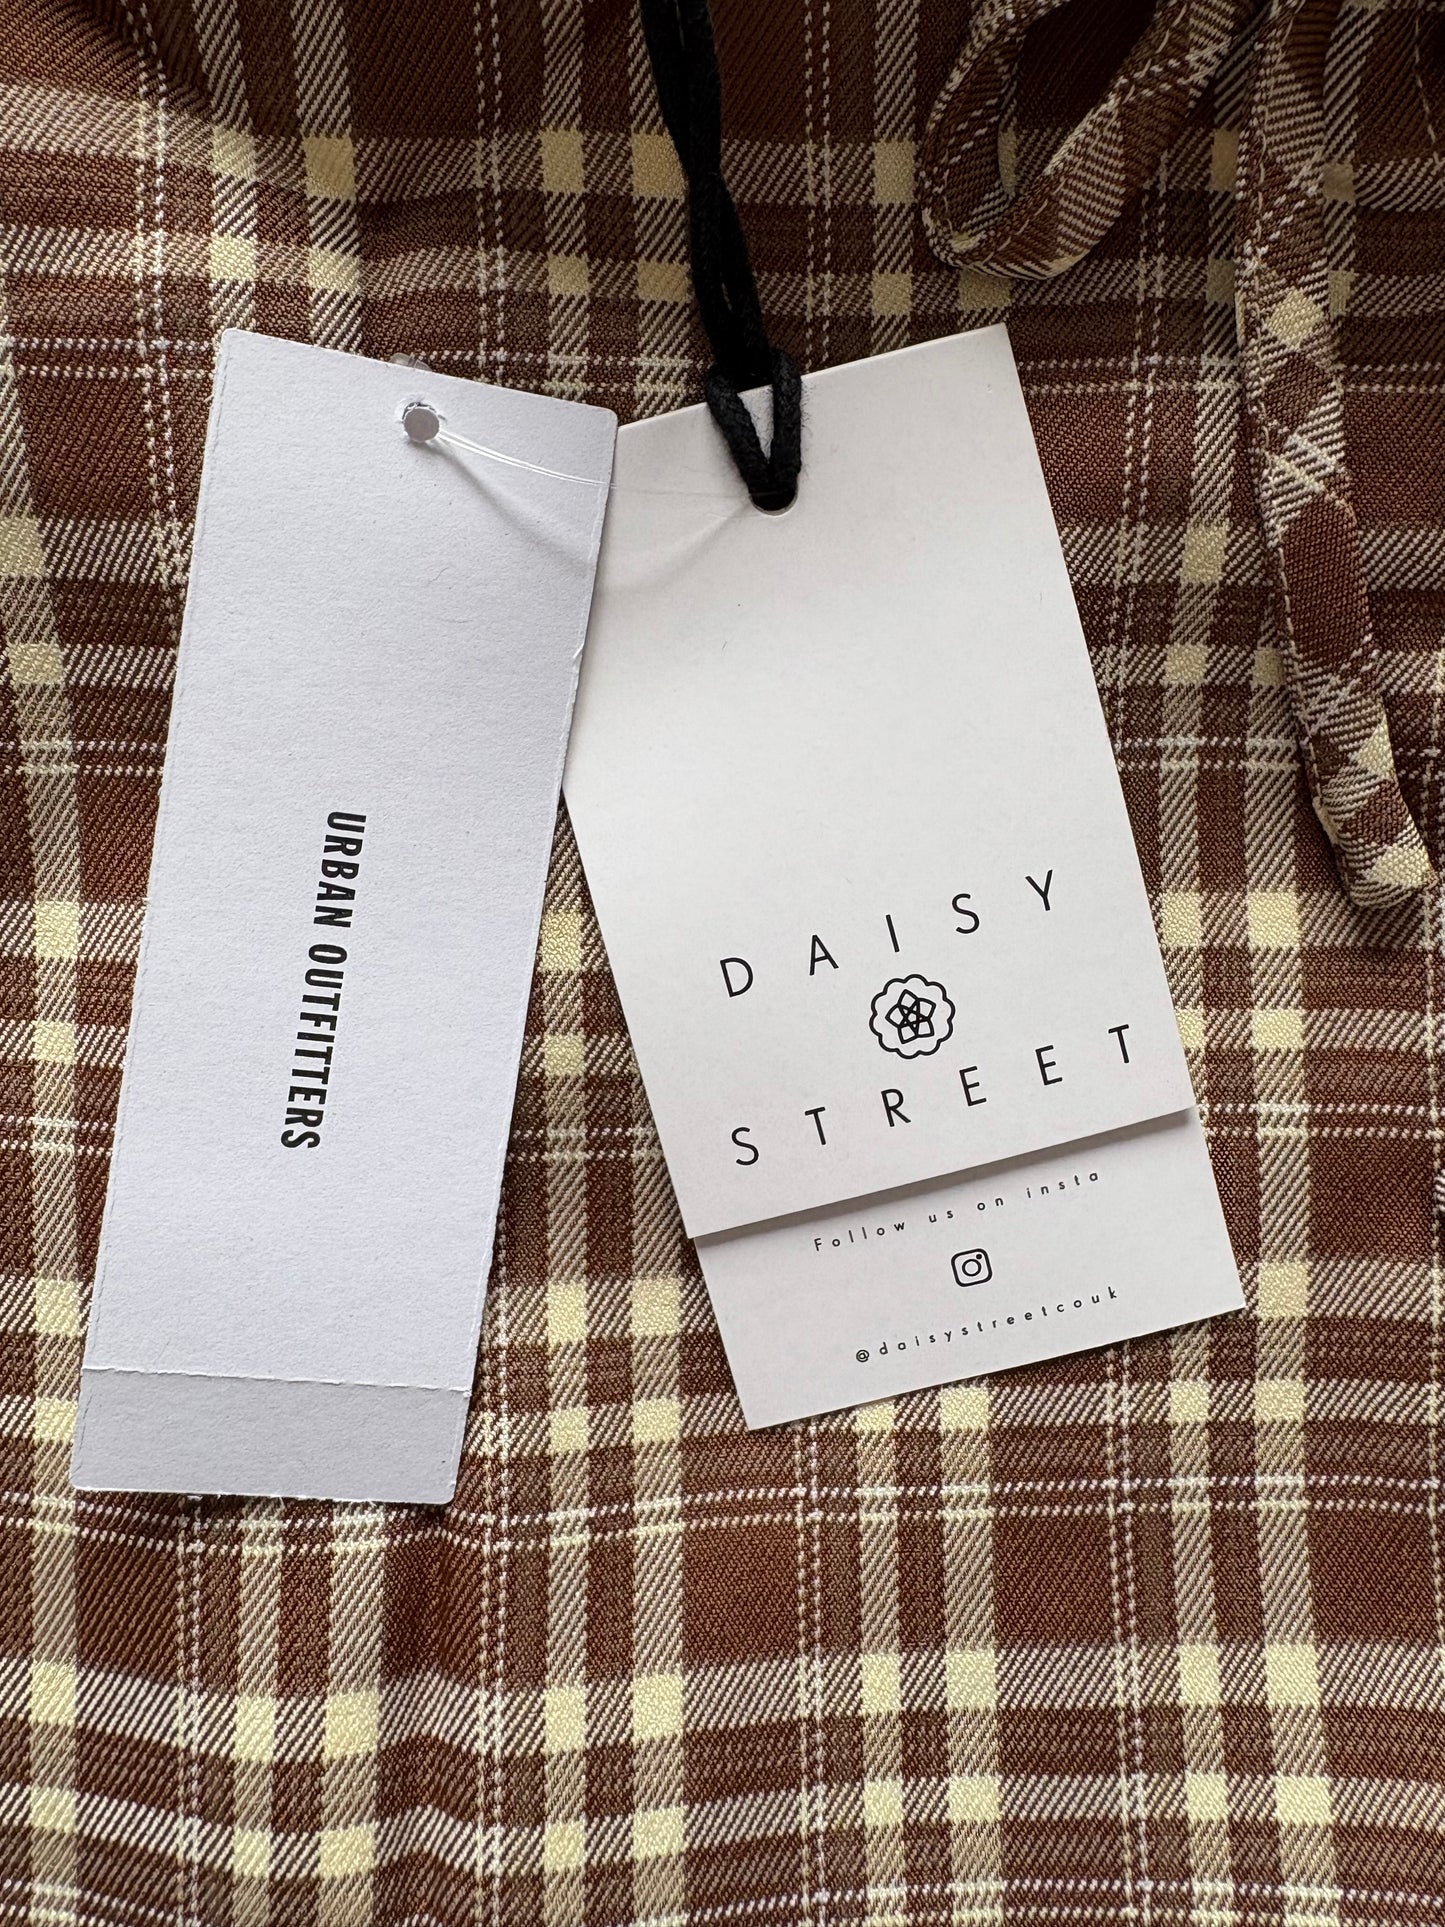 URBAN OUTFITTERS
DAISY
STREET
Follow us on insta
@daisystreetcouk